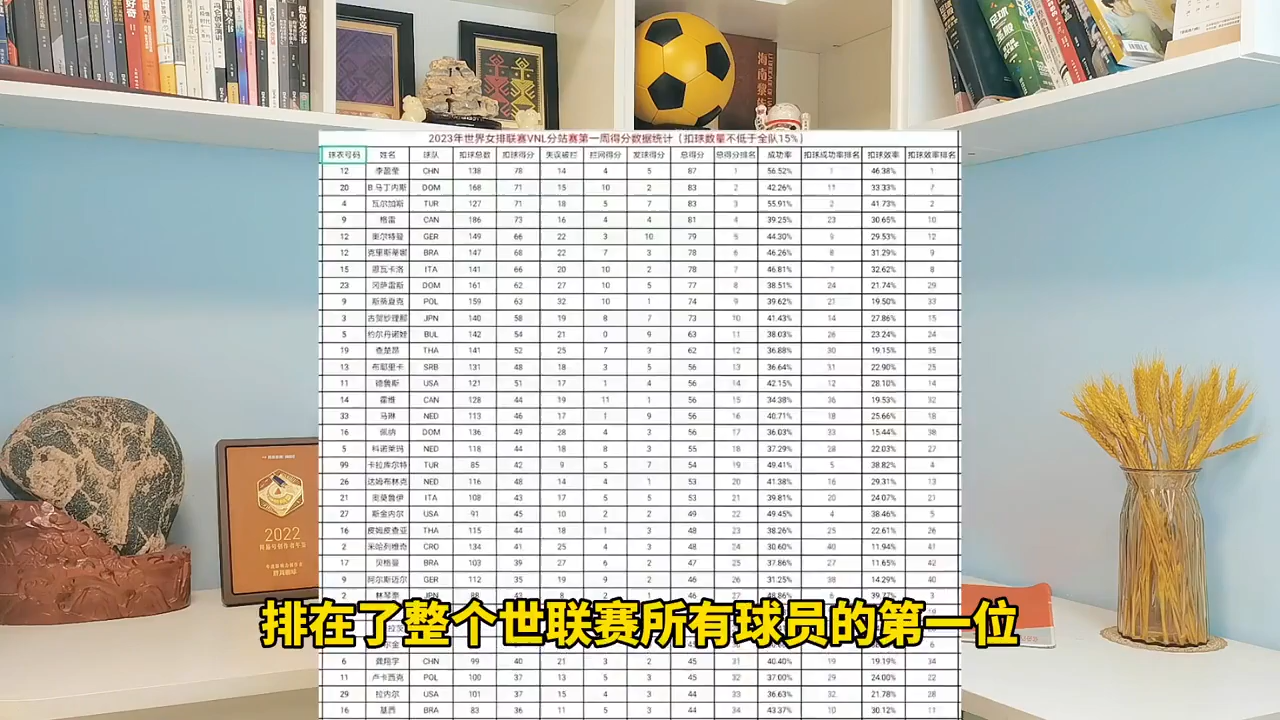 2023年世界女排联赛VNL分站赛第一周得分数据统计（扣球数量不低于全队15%）
球衣号码 姓名 球队 扣球总数 扣球得分 失误被拦 拦网得分 发球得分 总得分 总得分排名 成功率 扣球成功率排名 扣球效率 扣球效率排名
12 李盈莹 CHN 138 78 14 4 5 87 1 56.52% 1 46.38% 1
20 B.马丁内斯 DOM 168 71 15 10 2 83 2 42.26% 11 33.33% 7
4 瓦尔加斯 TUR 127 71 18 5 7 83 3 55.91% 2 41.73% 2
9 格雷 CAN 186 73 16 4 4 81 4 39.25% 23 30.65% 10
12 奥尔特曼 GER 149 66 22 3 10 79 5 44.30% 9 29.53% 12
12 克里斯蒂娜 BRA 147 68 22 7 3 78 6 46.26% 8 31.29% 9
15 恩瓦卡洛 ITA 141 66 20 10 2 78 7 46.81% 7 32.62% 8
23 冈萨雷斯 DOM 161 62 27 10 5 77 8 38.51% 24 21.74% 29
9 斯蒂夏克 POL 159 63 32 10 1 74 9 39.62% 21 19.50% 33
3 古贺纱理那 JPN 140 58 19 8 7 73 10 41.43% 14 27.86% 15
5 约尔丹诺娃 BUL 142 54 21 0 9 63 11 38.03% 26 23.24% 24
19 查楚昂 THA 141 52 25 7 3 62 12 36.88% 30 19.15% 35
13 布耶里卡 SRB 131 48 18 3 5 56 13 36.64% 31 22.90% 25
11 德鲁斯 USA 121 51 17 1 4 56 14 42.15% 12 28.10% 14
14 霍维 CAN 128 44 19 11 1 56 15 34.38% 36 19.53% 32
33 马琳 NED 113 46 17 1 9 56 16 40.71% 18 25.66% 18
16 佩纳 DOM 136 49 28 4 3 56 17 36.03% 33 15.44% 38
5 科诺莱玛 NED 118 44 18 8 3 55 18 37.29% 28 22.03% 27
99 卡拉库尔特 TUR 85 42 9 5 7 54 19 49.41% 5 38.82% 4
26 达姆布林克 NED 116 48 14 4 1 53 20 41.38% 16 29.31% 13
21 奥桑鲁伊 ITA 108 43 17 5 5 53 21 39.81% 20 24.07% 21
27 斯金内尔 USA 91 45 10 2 2 49 22 49.45% 4 38.46% 5
16 皮姆皮查亚 THA 115 44 18 1 3 48 23 38.26% 25 22.61% 26
2 米哈列维奇 CRO 134 41 25 4 3 48 24 30.60% 40 11.94% 41
17 贝格曼 BRA 103 39 27 6 2 47 25 37.86% 27 11.65% 42
9 阿尔斯迈尔 GER 112 35 19 9 2 46 26 31.25% 38 14.29% 40
2 林琴奈 JPN 88 43 8 2 1 46 27 48.86% 6
排在了整个世联赛所有球员的第一位
6 龚翔宇 CHN 99 40 21 3 2 45 31 40.40% 19 19.19% 34
11 卢卡西克 POL 100 37 13 5 3 45 32 37.00% 29 24.00% 22
29 拉内尔 USA 101 37 15 4 3 44 33 36.63% 32 21.78% 28
16 基西 BRA 83 36 11 5 3 44 34 43.37% 10 30.12% 11
2022
海南黎